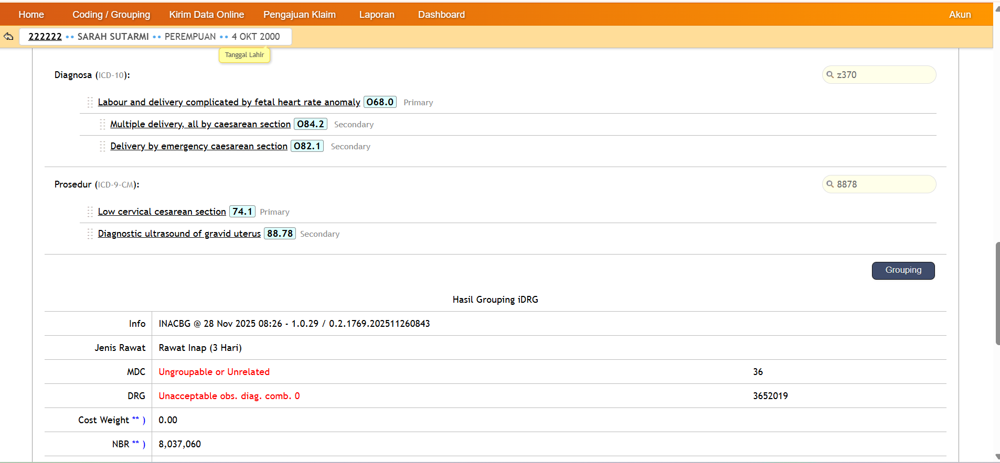 Home Coding / Grouping Kirim Data Online Pengajuan Klaim Laporan Dashboard Akun
222222 •• SARAH SUTARMI •• PEREMPUAN •• 4 OKT 2000
Tanggal Lahir
Diagnosa (ICD-10): z370
Labour and delivery complicated by fetal heart rate anomaly O68.0 Primary
Multiple delivery, all by caesarean section O84.2 Secondary
Delivery by emergency caesarean section O82.1 Secondary
Prosedur (ICD-9-CM): 8878
Low cervical cesarean section 74.1 Primary
Diagnostic ultrasound of gravid uterus 88.78 Secondary
Grouping
Hasil Grouping iDRG
Info INACBG @ 28 Nov 2025 08:26 - 1.0.29 / 0.2.1769.202511260843
Jenis Rawat Rawat Inap (3 Hari)
MDC Ungroupable or Unrelated 36
DRG Unacceptable obs. diag. comb. 0 3652019
Cost Weight ** ) 0.00
NBR ** ) 8,037,060